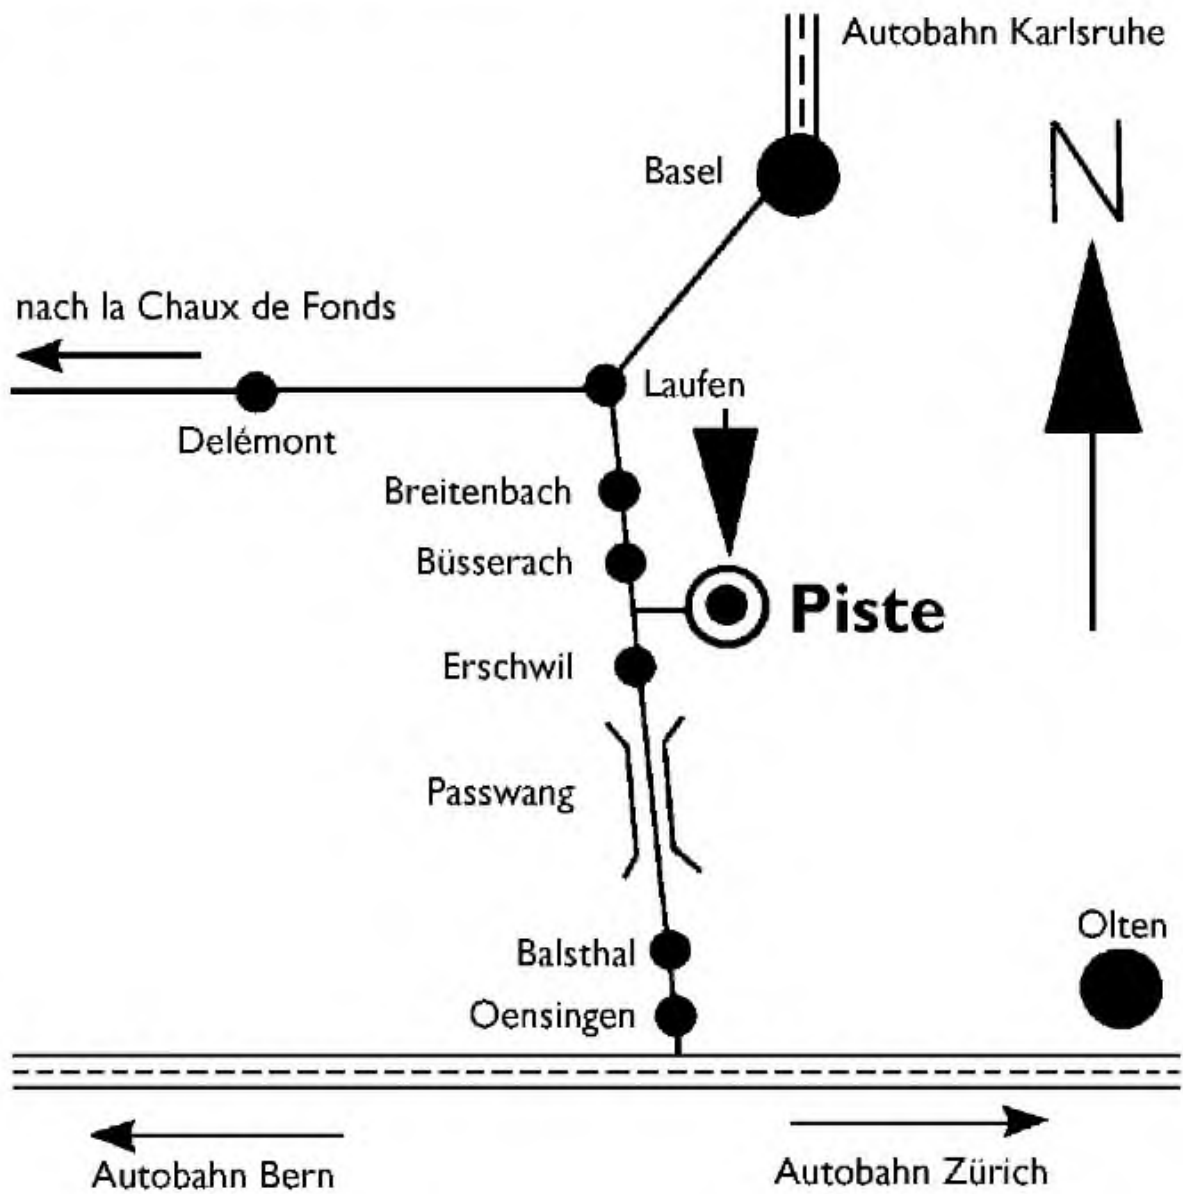 Autobahn Karlsruhe
N
Basel
nach la Chaux de Fonds
Laufen
Delémont
Breitenbach
Büsserach
Piste
Erschwil
Passwang
Olten
Balsthal
Oensingen
Autobahn Bern
Autobahn Zürich